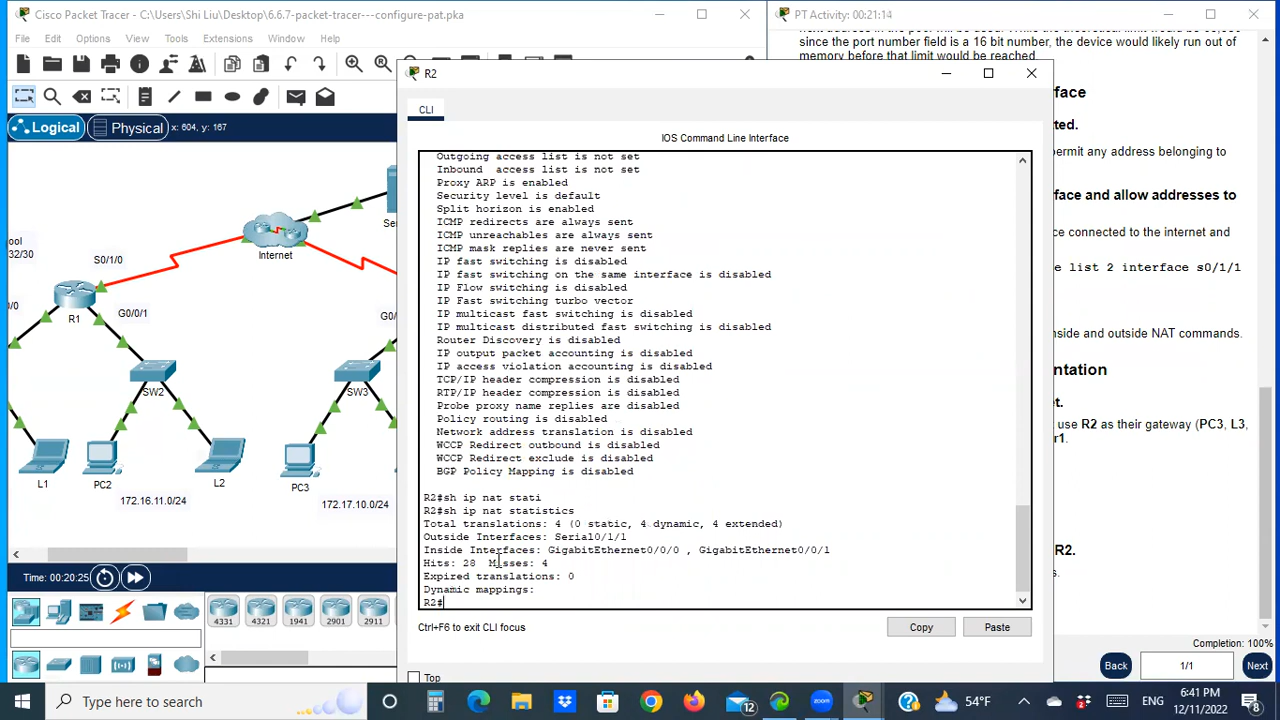 Cisco Packet Tracer - C:\Users\Shi Liu\Desktop\6.6.7-packet-tracer---configure-pat.pka
File Edit Options View Tools Extensions Window Help
Logical Physical x: 604, y: 167
ool
32/30
S0/1/0
Internet
Se
R1
0/0
G0/0/1
G0/
SW2
SW3
L1
PC2
L2
PC3
172.16.11.0/24
172.17.10.0/24
Time: 00:20:25
4331 4321 1941 2901 2911
R2
CLI
IOS Command Line Interface
Outgoing access list is not set
Inbound  access list is not set
Proxy ARP is enabled
Security level is default
Split horizon is enabled
ICMP redirects are always sent
ICMP unreachables are always sent
ICMP mask replies are never sent
IP fast switching is disabled
IP fast switching on the same interface is disabled
IP Flow switching is disabled
IP Fast switching turbo vector
IP multicast fast switching is disabled
IP multicast distributed fast switching is disabled
Router Discovery is disabled
IP output packet accounting is disabled
IP access violation accounting is disabled
TCP/IP header compression is disabled
RTP/IP header compression is disabled
Probe proxy name replies are disabled
Policy routing is disabled
Network address translation is disabled
WCCP Redirect outbound is disabled
WCCP Redirect exclude is disabled
BGP Policy Mapping is disabled
R2#sh ip nat stati
R2#sh ip nat statistics
Total translations: 4 (0 static, 4 dynamic, 4 extended)
Outside Interfaces: Serial0/1/1
Inside Interfaces: GigabitEthernet0/0/0 , GigabitEthernet0/0/1
Hits: 28  Misses: 4
Expired translations: 0
Dynamic mappings:
R2#
Ctrl+F6 to exit CLI focus
Copy Paste
Top
PT Activity: 00:21:14
since the port number field is a 16 bit number, the device would likely run out of
memory before that limit would be reached.
face
ted.
permit any address belonging to
face and allow addresses to
ce connected to the internet and
e list 2 interface s0/1/1
nside and outside NAT commands.
ntation
et.
use R2 as their gateway (PC3, L3,
r1.
R2.
Completion: 100%
Back 1/1 Next
Type here to search
12
54°F
2
ENG
6:41 PM
12/11/2022
8